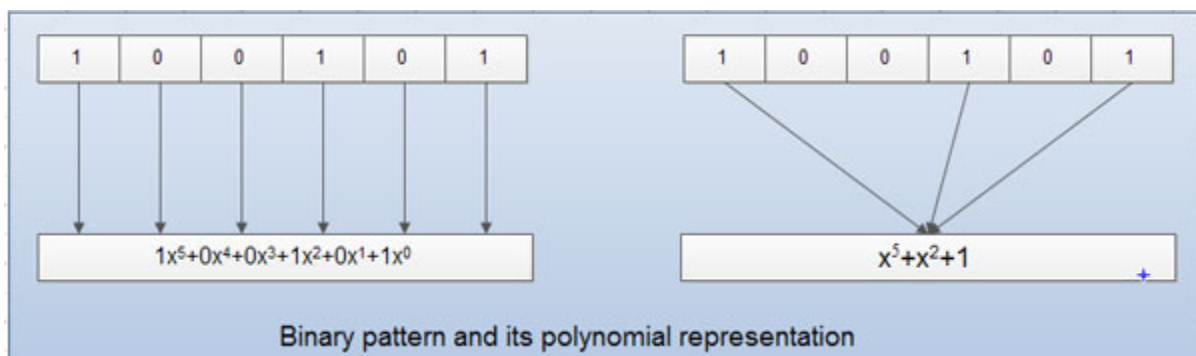 1 0 0 1 0 1 1 0 0 1 0 1
1x⁵+0x⁴+0x³+1x²+0x¹+1x⁰ x⁵+x²+1
Binary pattern and its polynomial representation